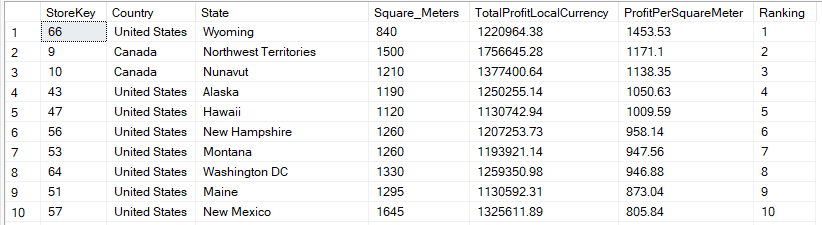 StoreKey Country State Square_Meters TotalProfitLocalCurrency ProfitPerSquareMeter Ranking
1 66 United States Wyoming 840 1220964.38 1453.53 1
2 9 Canada Northwest Territories 1500 1756645.28 1171.1 2
3 10 Canada Nunavut 1210 1377400.64 1138.35 3
4 43 United States Alaska 1190 1250255.14 1050.63 4
5 47 United States Hawaii 1120 1130742.94 1009.59 5
6 56 United States New Hampshire 1260 1207253.73 958.14 6
7 53 United States Montana 1260 1193921.14 947.56 7
8 64 United States Washington DC 1330 1259350.98 946.88 8
9 51 United States Maine 1295 1130592.31 873.04 9
10 57 United States New Mexico 1645 1325611.89 805.84 10